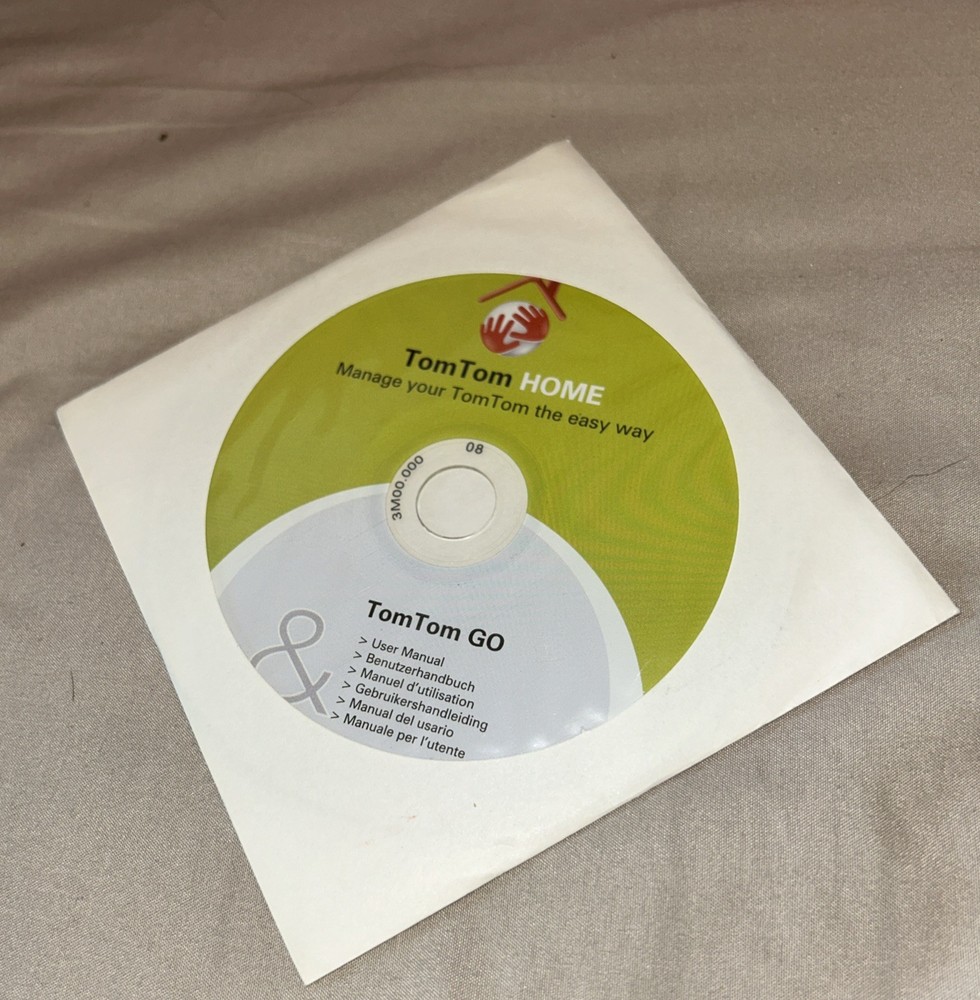 TomTom HOME
Manage your TomTom the easy way
08
3M00.000
&
TomTom GO
> User Manual
> Benutzerhandbuch
> Manuel d'utilisation
> Gebruikershandleiding
> Manual del usario
> Manuale per l'utente